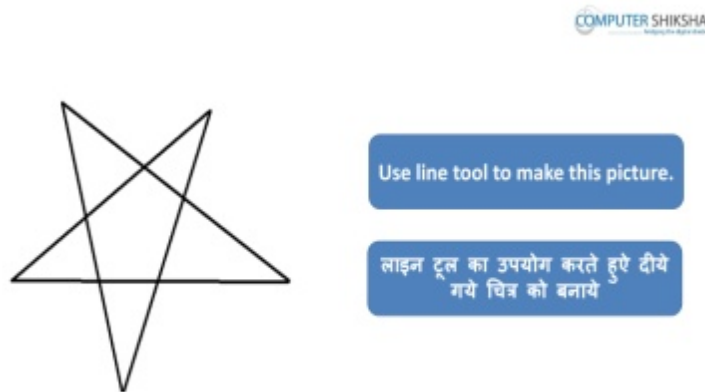 COMPUTER SHIKSHA
Use line tool to make this picture.
लाइन टूल का उपयोग करते हुऐ दीये
गये चित्र को बनाये